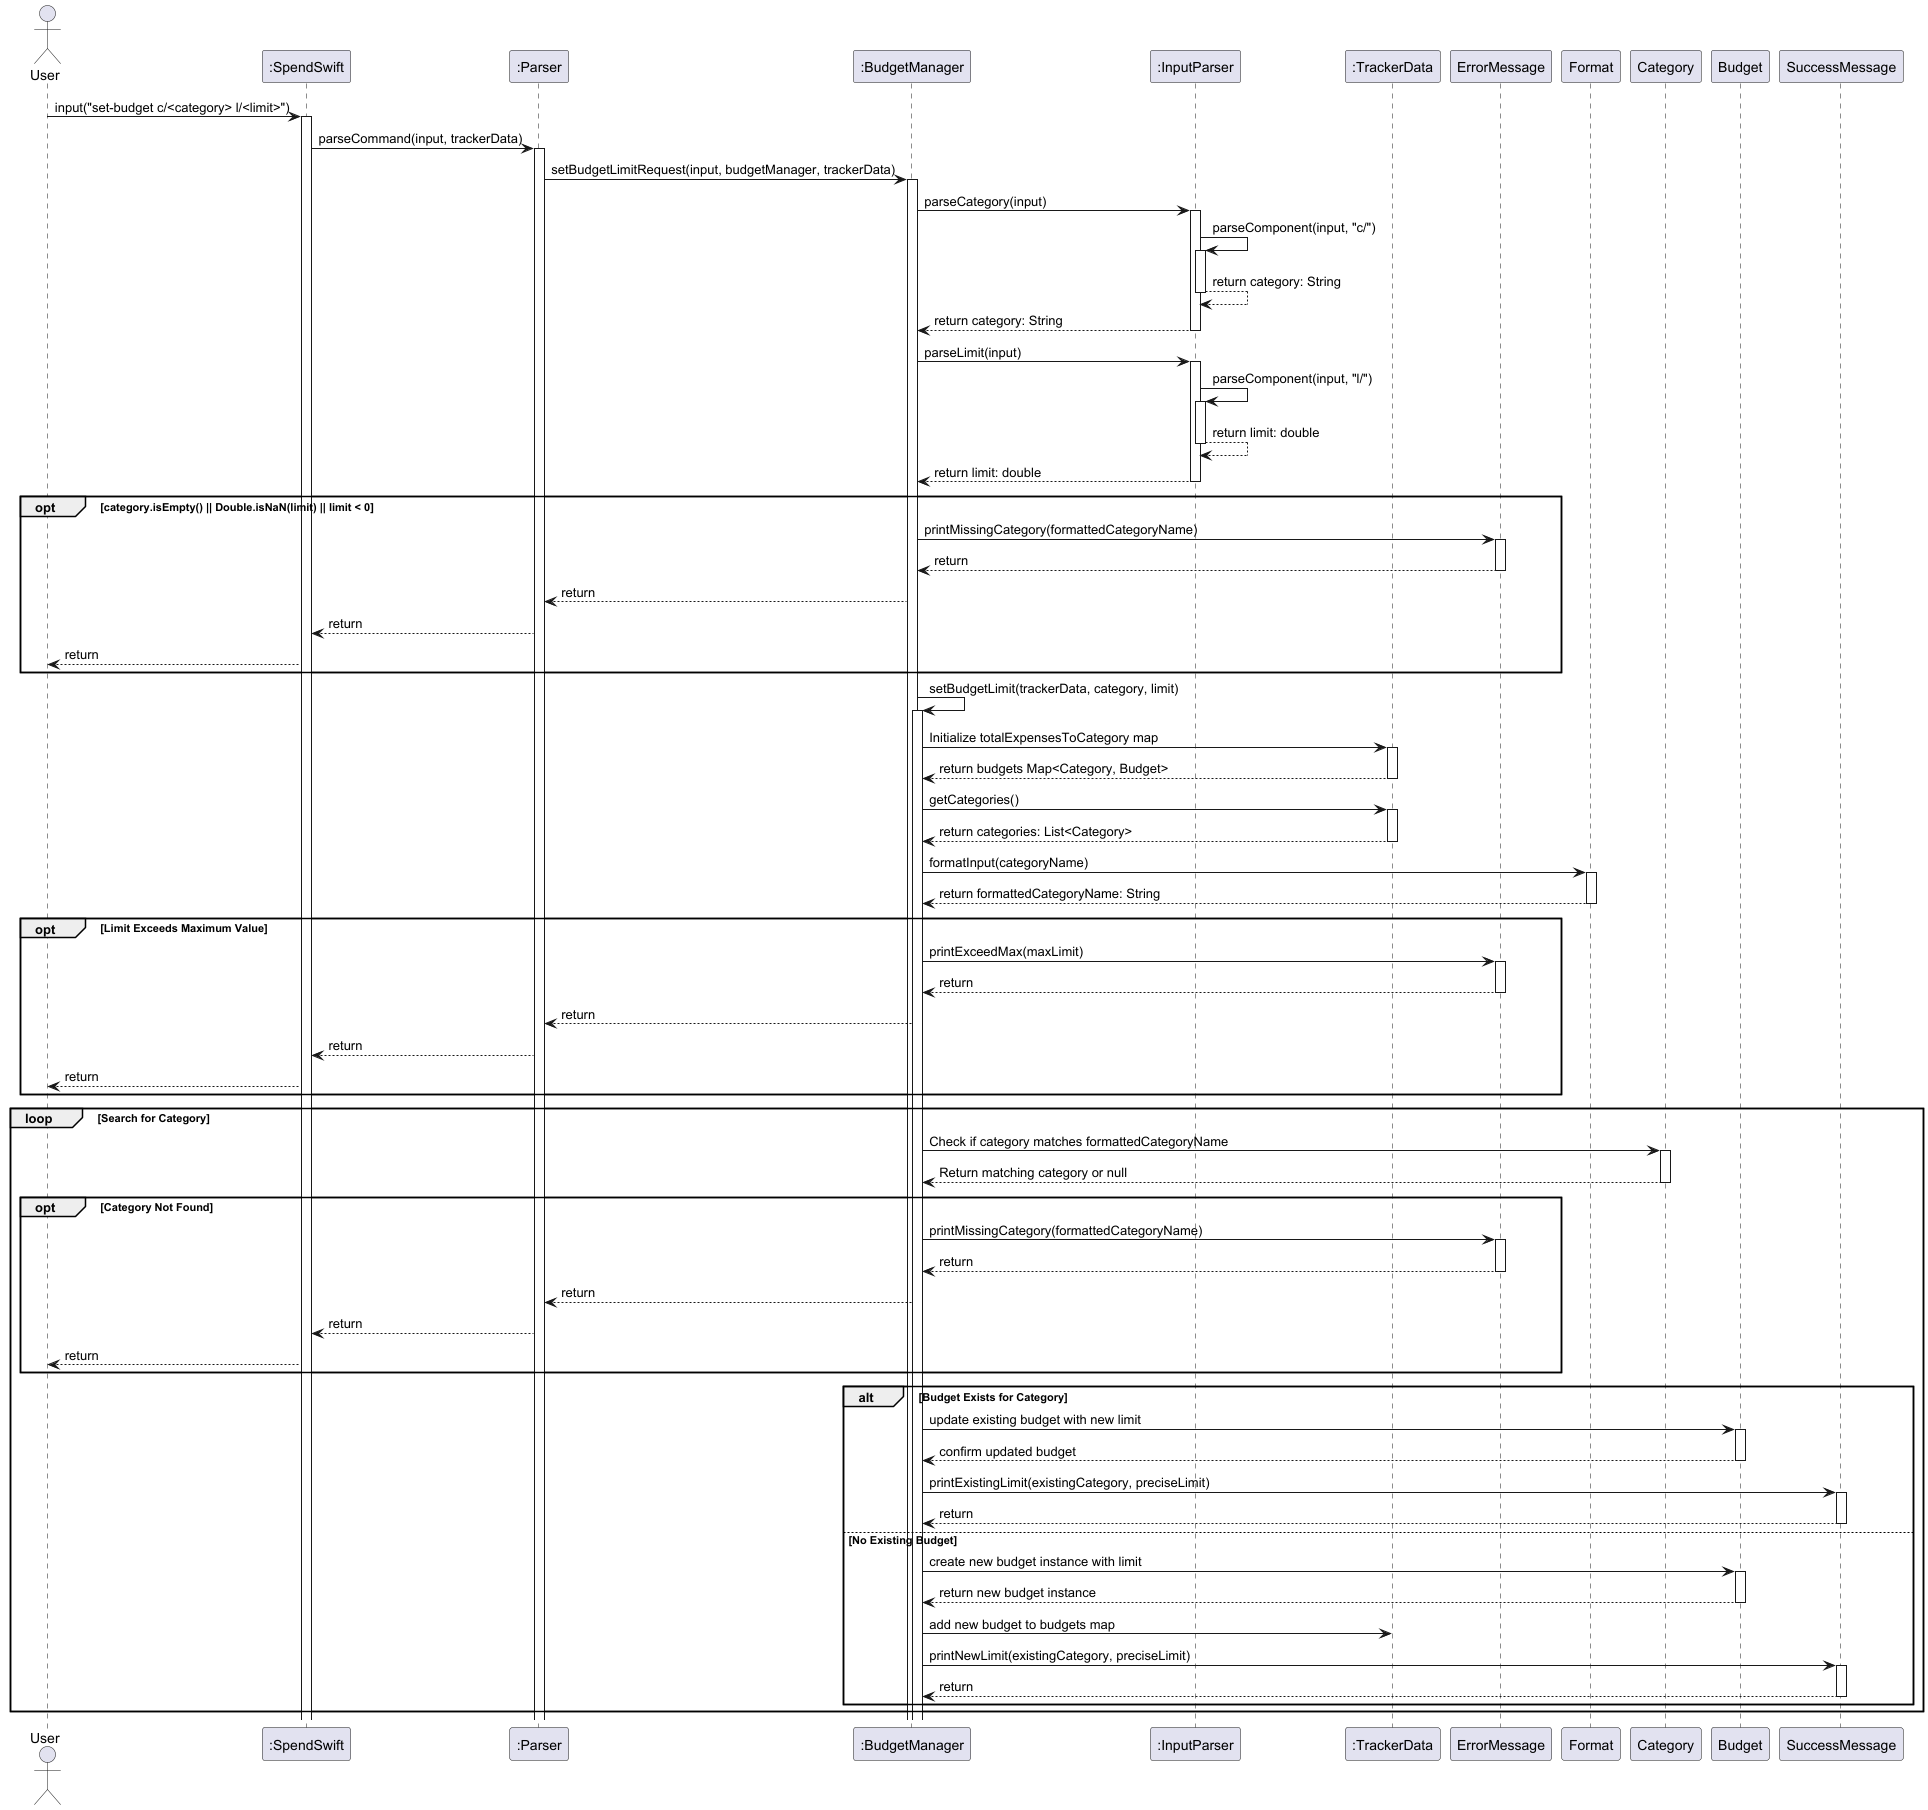 User
:SpendSwift
:Parser
:BudgetManager
:InputParser
:TrackerData
ErrorMessage
Format
Category
Budget
SuccessMessage
input("set-budget c/<category> l/<limit>")
parseCommand(input, trackerData)
setBudgetLimitRequest(input, budgetManager, trackerData)
parseCategory(input)
parseComponent(input, "c/")
return category: String
return category: String
parseLimit(input)
parseComponent(input, "l/")
return limit: double
return limit: double
opt [category.isEmpty() || Double.isNaN(limit) || limit < 0]
printMissingCategory(formattedCategoryName)
return
return
return
return
setBudgetLimit(trackerData, category, limit)
Initialize totalExpensesToCategory map
return budgets Map<Category, Budget>
getCategories()
return categories: List<Category>
formatInput(categoryName)
return formattedCategoryName: String
opt [Limit Exceeds Maximum Value]
printExceedMax(maxLimit)
return
return
return
return
loop [Search for Category]
Check if category matches formattedCategoryName
Return matching category or null
opt [Category Not Found]
printMissingCategory(formattedCategoryName)
return
return
return
return
alt [Budget Exists for Category]
update existing budget with new limit
confirm updated budget
printExistingLimit(existingCategory, preciseLimit)
return
[No Existing Budget]
create new budget instance with limit
return new budget instance
add new budget to budgets map
printNewLimit(existingCategory, preciseLimit)
return
User
:SpendSwift
:Parser
:BudgetManager
:InputParser
:TrackerData
ErrorMessage
Format
Category
Budget
SuccessMessage